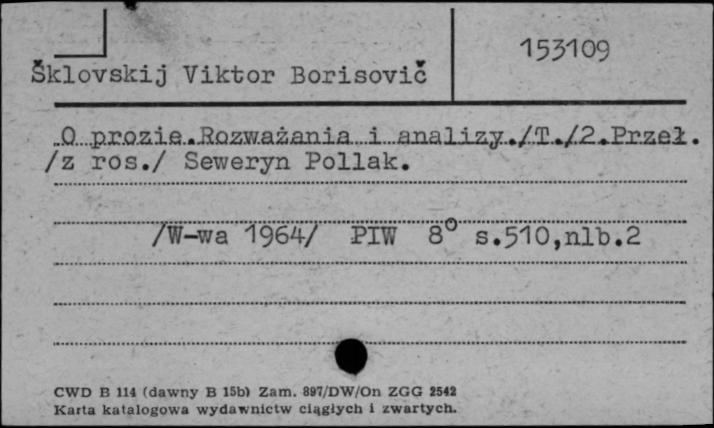 153109
Šklovskij Viktor Borisovič
O prozie.Rozważania i analizy./T./2.Przeł.
/z ros./ Seweryn Pollak.
/W-wa 1964/ PIW 8° s.510,nlb.2
CWD B 114 (dawny B 15b) Zam. 897/DW/On ZGG 2542
Karta katalogowa wydawnictw ciągłych i zwartych.